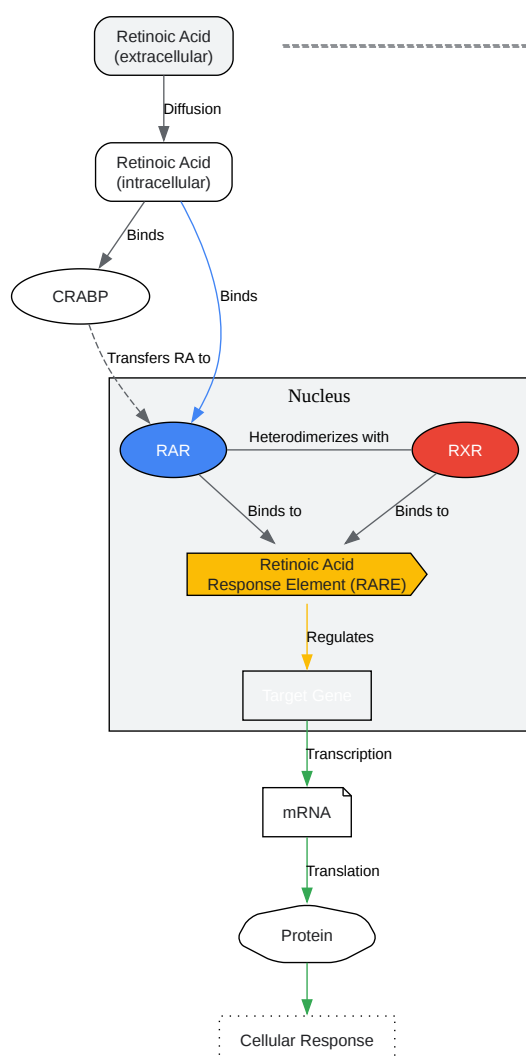 Retinoic Acid
(extracellular)
Diffusion
Retinoic Acid
(intracellular)
Binds
CRABP
Binds
Transfers RA to
Nucleus
RAR
Heterodimerizes with
RXR
Binds to
Binds to
Retinoic Acid
Response Element (RARE)
Regulates
Target Gene
Transcription
mRNA
Translation
Protein
Cellular Response